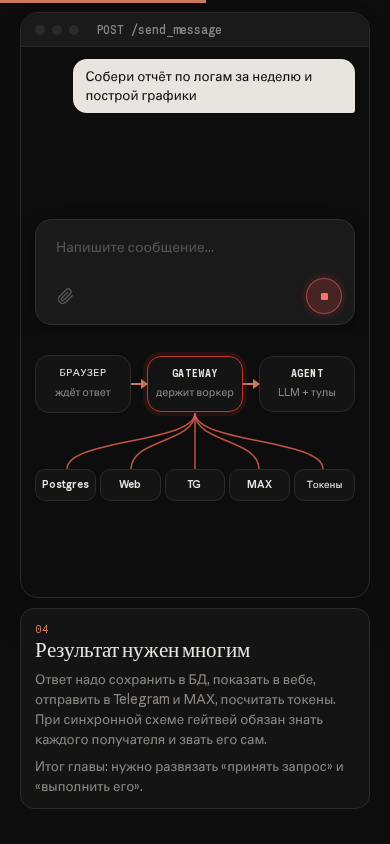 POST /send_message
Собери отчёт по логам за неделю и
построй графики
Напишите сообщение...
БРАУЗЕР
ждёт ответ
GATEWAY
держит воркер
AGENT
LLM + тулы
Postgres
Web
TG
MAX
Токены
04
Результат нужен многим
Ответ надо сохранить в БД, показать в вебе,
отправить в Telegram и MAX, посчитать токены.
При синхронной схеме гейтвей обязан знать
каждого получателя и звать его сам.
Итог главы: нужно развязать «принять запрос» и
«выполнить его».